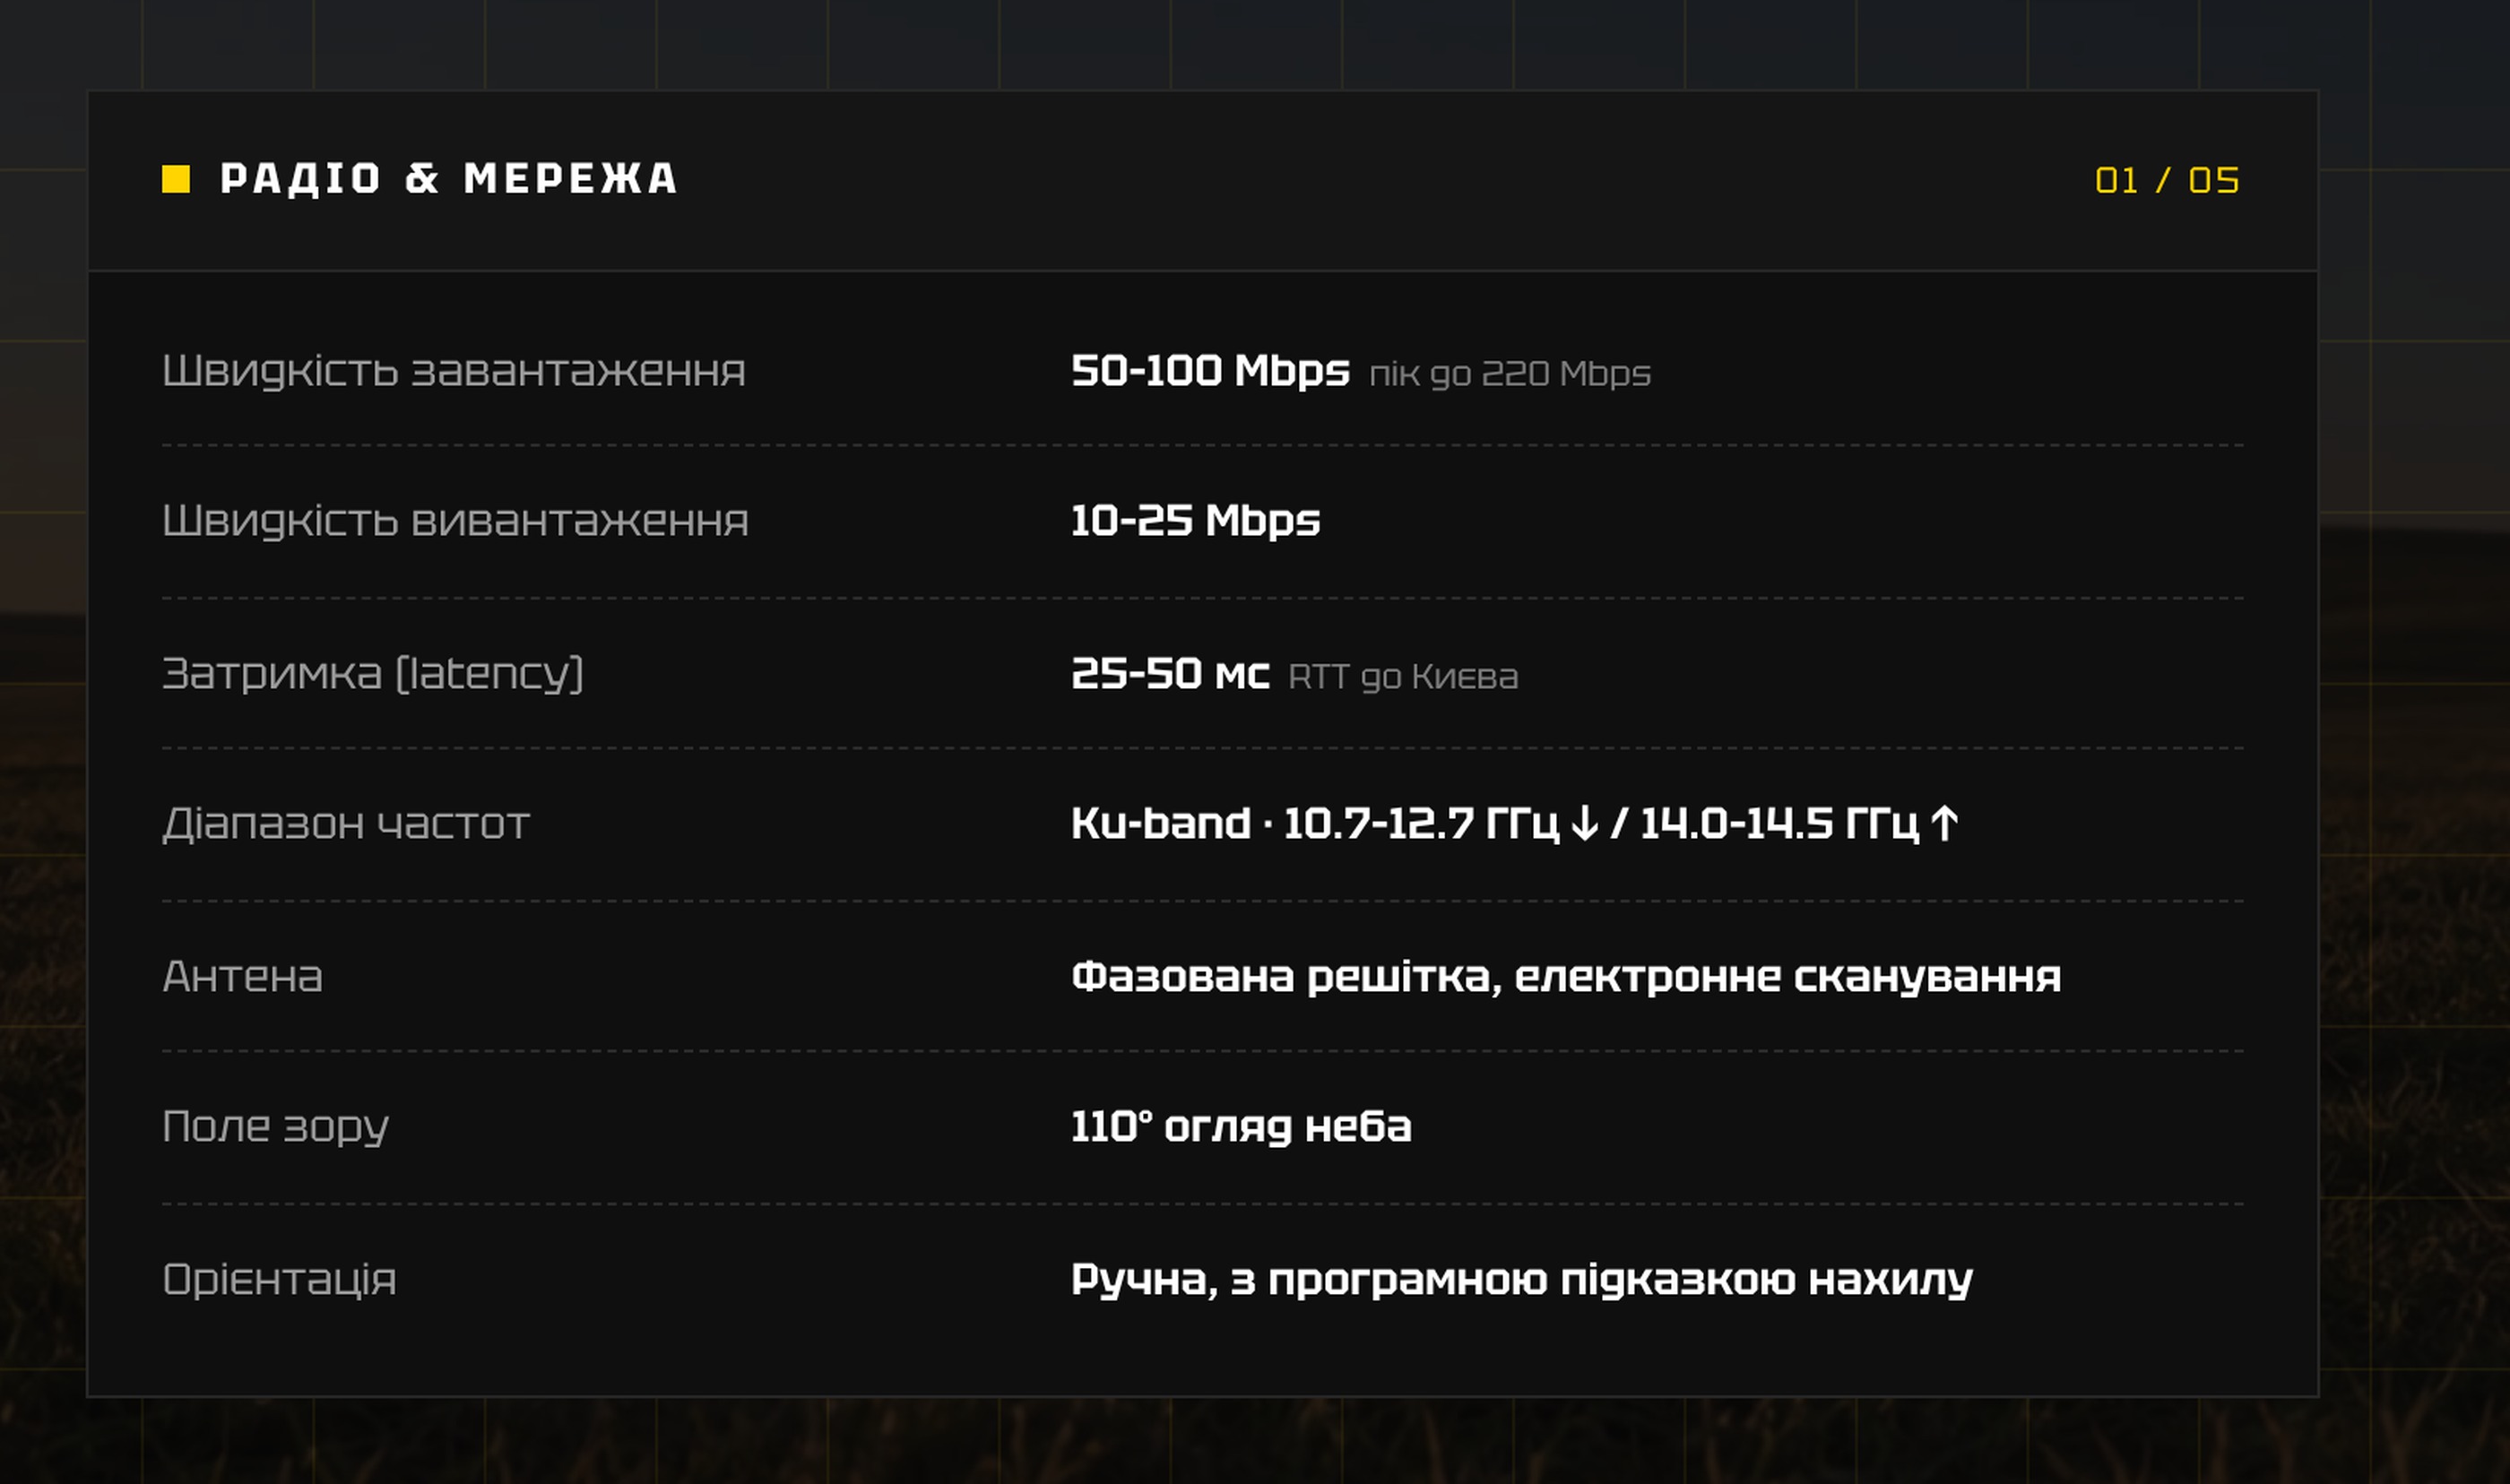 РАДІО & МЕРЕЖА 01 / 05
Швидкість завантаження 50-100 Mbps пік до 220 Mbps
Швидкість вивантаження 10-25 Mbps
Затримка (latency) 25-50 мс RTT до Києва
Діапазон частот Ku-band · 10.7-12.7 ГГц ↓ / 14.0-14.5 ГГц ↑
Антена Фазована решітка, електронне сканування
Поле зору 110° огляд неба
Орієнтація Ручна, з програмною підказкою нахилу